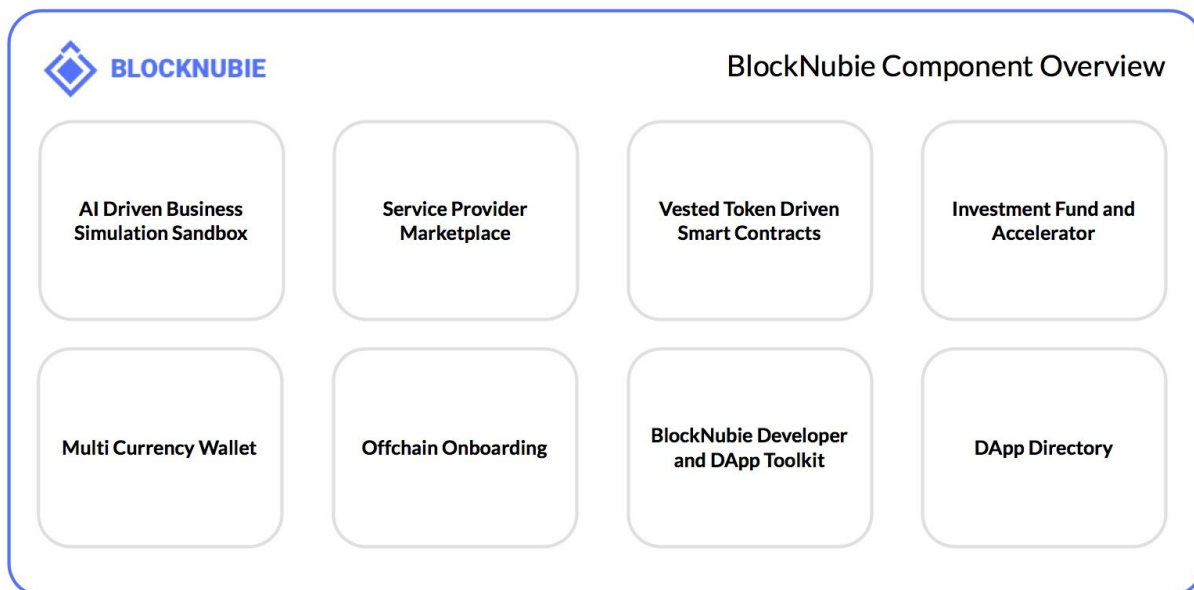 BLOCKNUBIE
BlockNubie Component Overview
AI Driven Business
Simulation Sandbox
Service Provider
Marketplace
Vested Token Driven
Smart Contracts
Investment Fund and
Accelerator
Multi Currency Wallet
Offchain Onboarding
BlockNubie Developer
and DApp Toolkit
DApp Directory